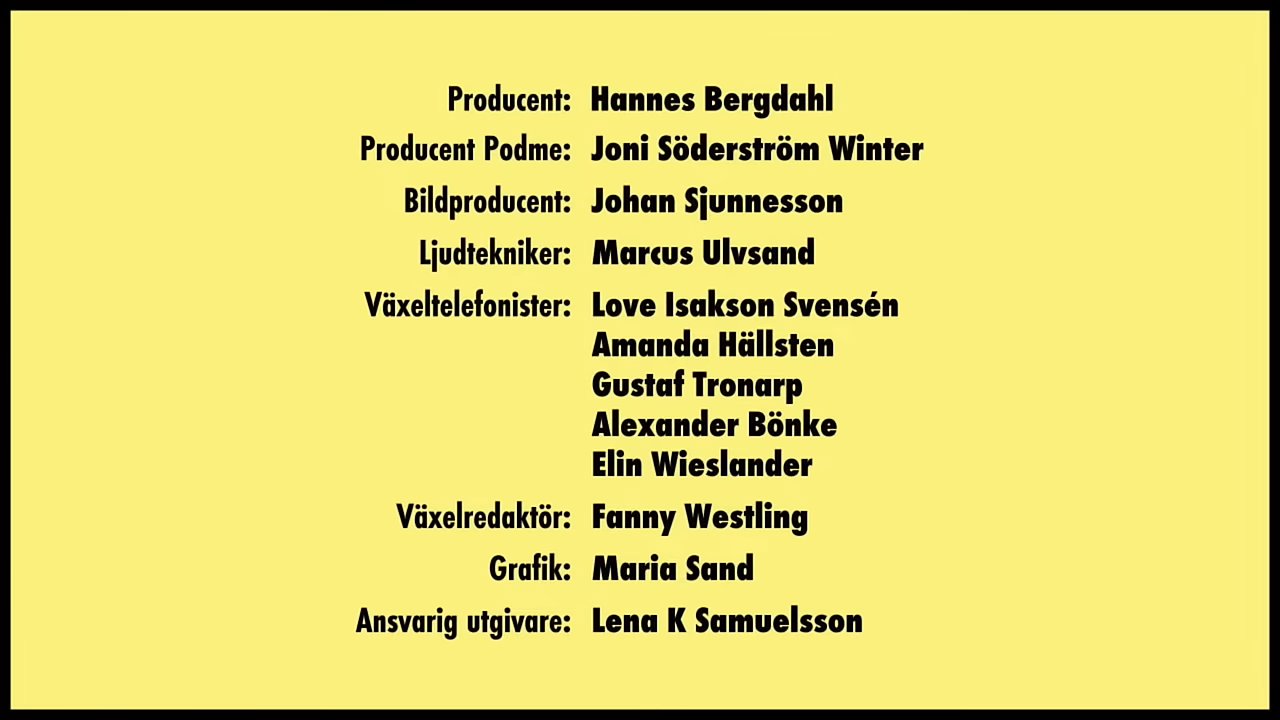 Producent: Hannes Bergdahl
Producent Podme: Joni Söderström Winter
Bildproducent: Johan Sjunnesson
Ljudtekniker: Marcus Ulvsand
Växeltelefonister: Love Isakson Svensén
Amanda Hällsten
Gustaf Tronarp
Alexander Bönke
Elin Wieslander
Växelredaktör: Fanny Westling
Grafik: Maria Sand
Ansvarig utgivare: Lena K Samuelsson